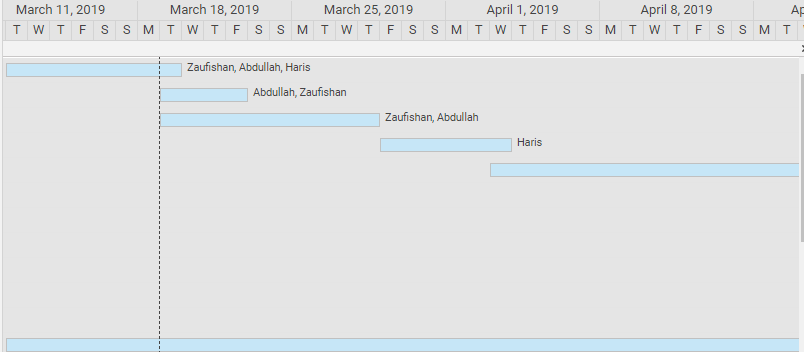 March 11, 2019 March 18, 2019 March 25, 2019 April 1, 2019 April 8, 2019 Ap
T W T F S S M T W T F S S M T W T F S S M T W T F S S M T W T F S S M T
Zaufishan, Abdullah, Haris
Abdullah, Zaufishan
Zaufishan, Abdullah
Haris